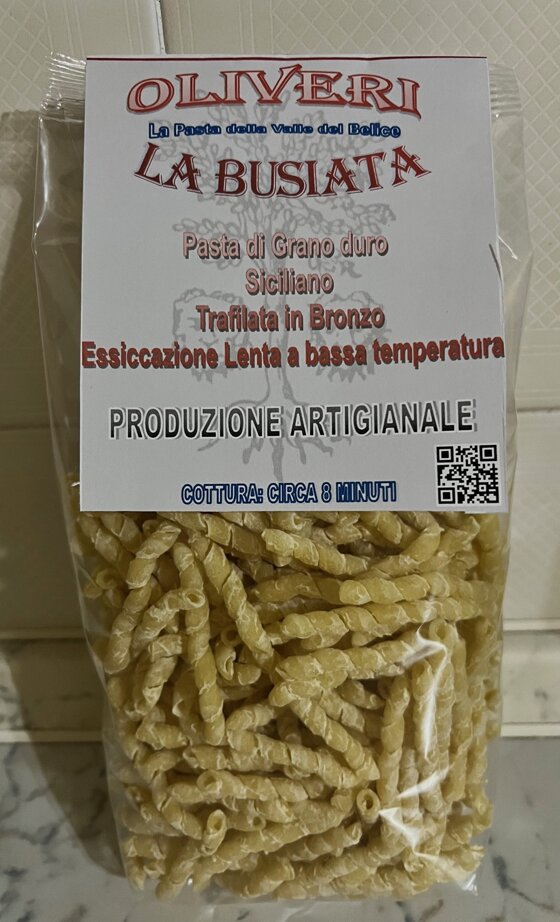 OLIVERI
La Pasta della Valle del Belice
LA BUSIATA
Pasta di Grano duro
Siciliano
Trafilata in Bronzo
Essiccazione Lenta a bassa temperatura
PRODUZIONE ARTIGIANALE
COTTURA: CIRCA 8 MINUTI